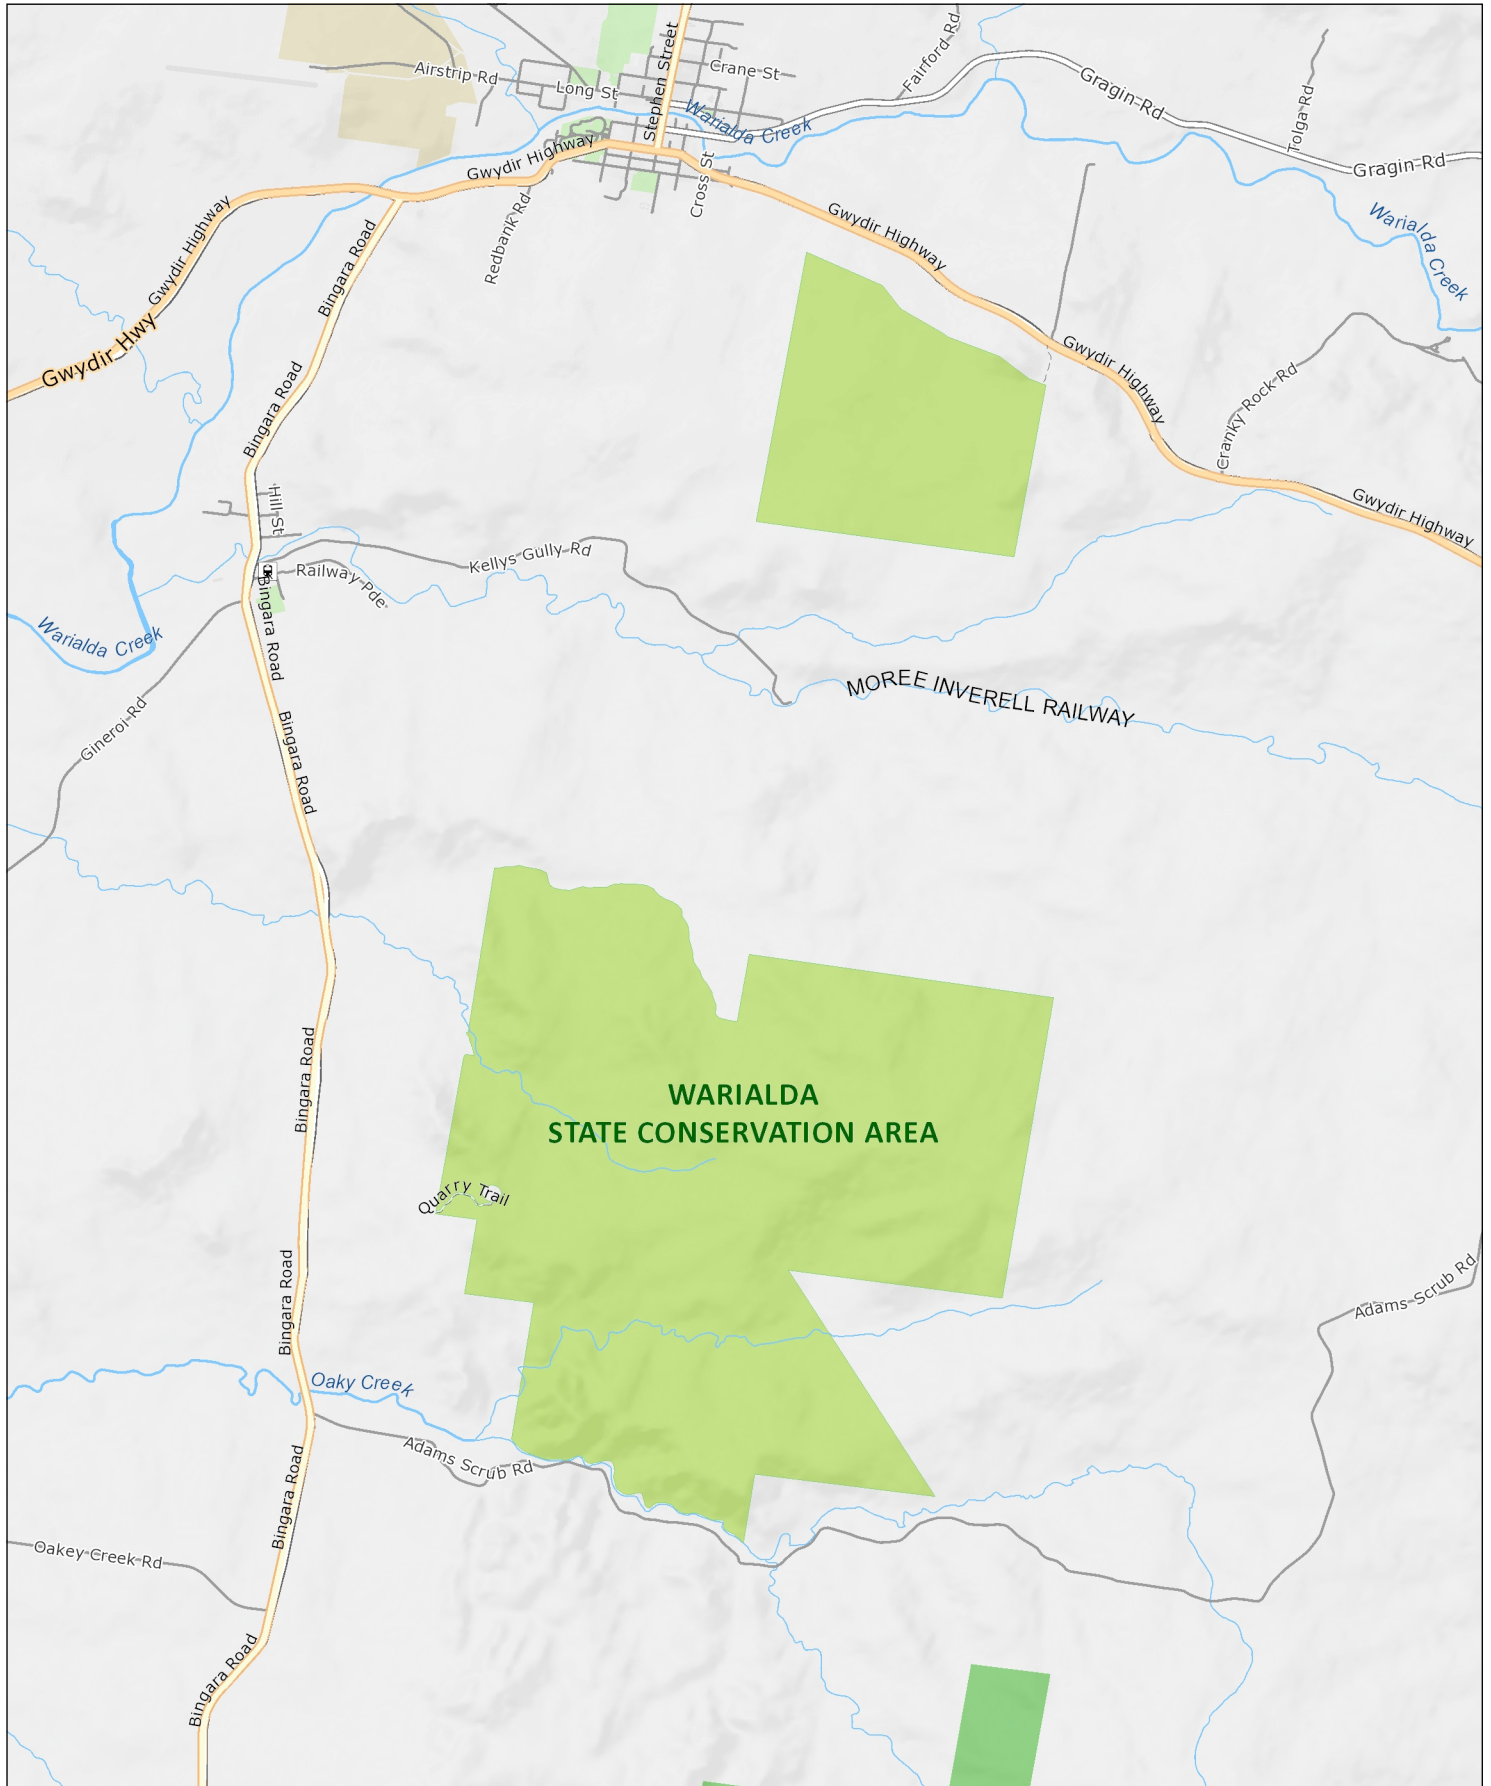 Airstrip Rd
Long St
Stephen Street
Crane St
Fairford Rd
Gragin Rd
Tolga Rd
Gragin Rd
Warialda Creek
Gwydir Highway
Cross St
Redbank Rd
Gwydir Highway
Gwydir Highway
Warialda Creek
Bingara Road
Gwydir Hwy
Gwydir Highway
Cranky Rock Rd
Bingara Road
Gwydir Highway
Hill St
Kellys Gully Rd
Railway Pde
Bingara Road
Warialda Creek
MOREE INVERELL RAILWAY
Gineroi Rd
Bingara Road
Bingara Road
WARIALDA
STATE CONSERVATION AREA
Quarry Trail
Bingara Road
Adams Scrub Rd
Oaky Creek
Adams Scrub Rd
Bingara Road
Oakey Creek Rd
Bingara Road